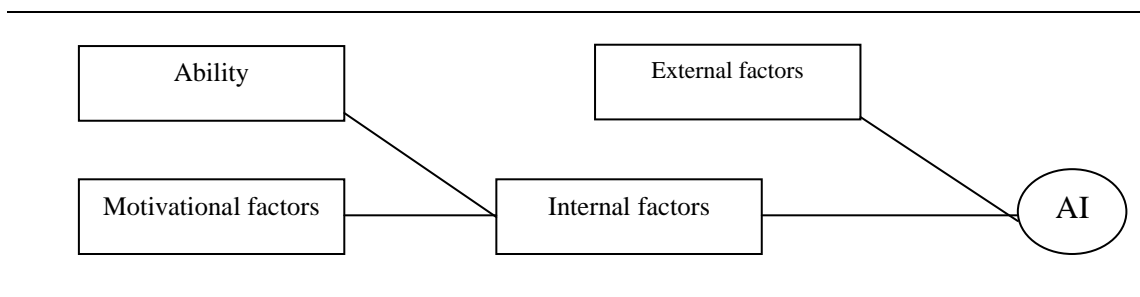 Ability
External factors
Motivational factors
Internal factors
AI